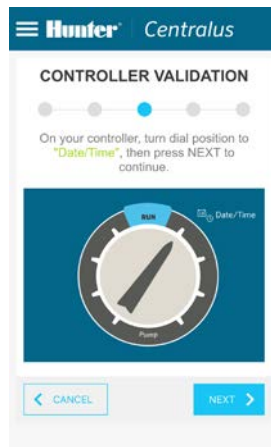 Hunter® Centralus
CONTROLLER VALIDATION
On your controller, turn dial position to
"Date/Time", then press NEXT to
continue.
RUN
Date/Time
Pump
CANCEL
NEXT